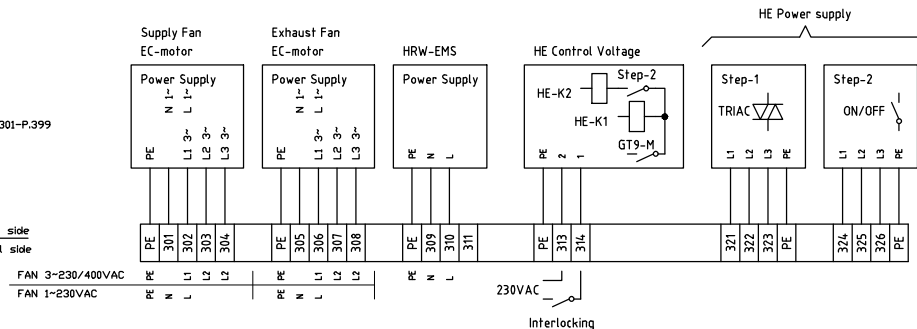 HE Power supply
Supply Fan
EC-motor
Exhaust Fan
EC-motor
HRW-EMS
HE Control Voltage
Power Supply
N 1~
L 1~
PE
L1 3~
L2 3~
L3 3~
Power Supply
N 1~
L 1~
PE
L1 3~
L2 3~
L3 3~
Power Supply
PE
N
L
Step-2
HE-K2
HE-K1
GT9-M
PE
2
1
Step-1
TRIAC
L1
L2
L3
PE
Step-2
ON/OFF
L1
L2
L3
PE
301-P.399
side
side
PE 301 302 303 304 PE 305 306 307 308 PE 309 310 311 PE 313 314 321 322 323 PE 324 325 326 PE
FAN 3~230/400VAC PE L1 L2 L2 PE L1 L2 L2 PE N L
FAN 1~230VAC PE N L PE N L
230VAC
Interlocking